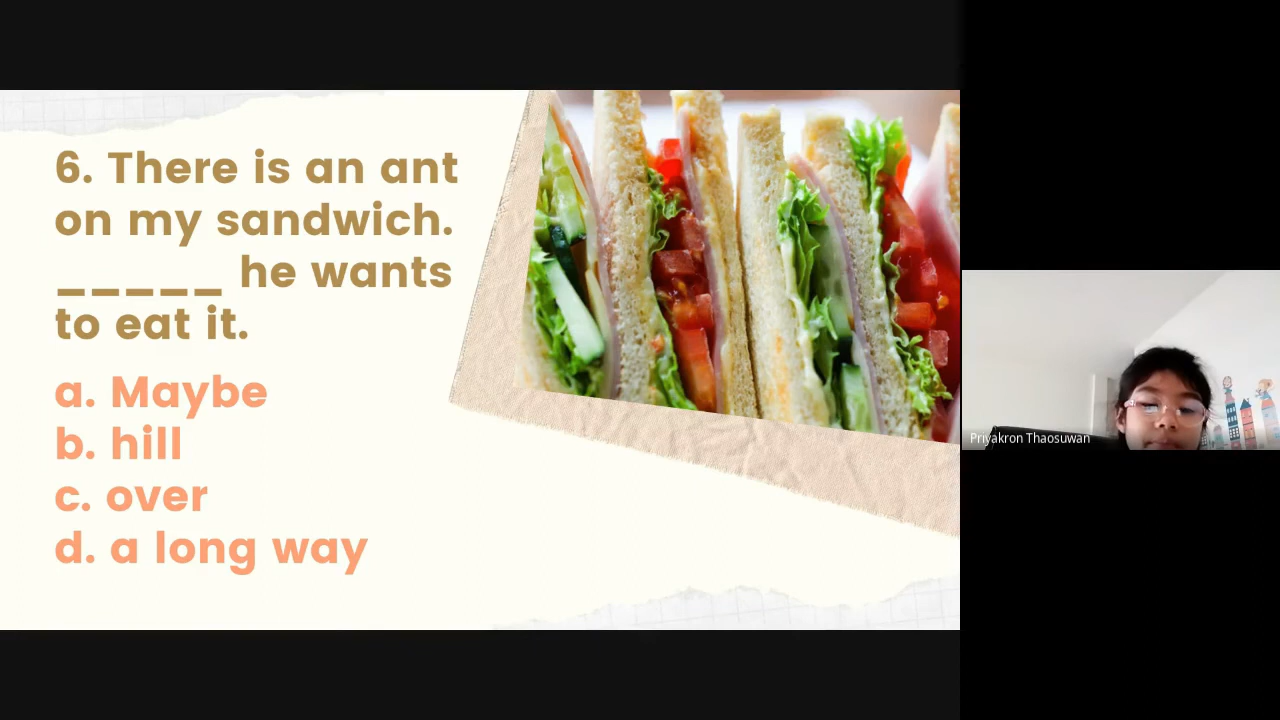 6. There is an ant
on my sandwich.
_____ he wants
to eat it.
a. Maybe
b. hill
c. over
d. a long way
Priyakron Thaosuwan